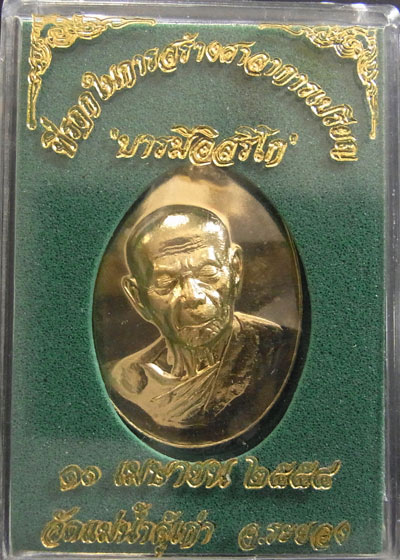 ที่ระฤกในการสร้างศาลาการเปรียญ
"บารมีอิสริโก"
๑๑ เมษายน ๒๕๕๔
วัดแม่น้ำคู้เก่า จ.ระยอง